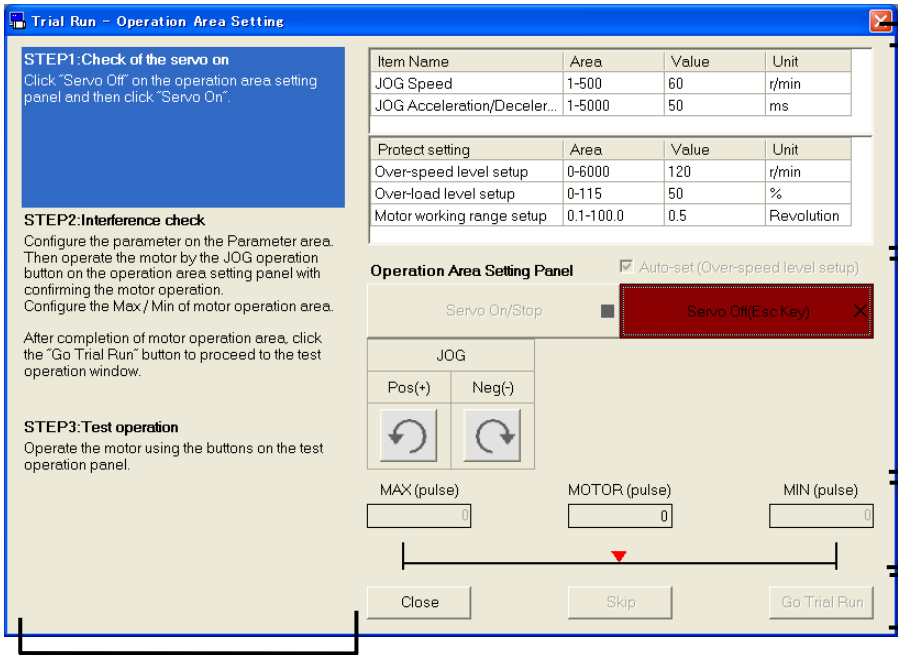 Trial Run - Operation Area Setting
STEP1:Check of the servo on
Click "Servo Off" on the operation area setting
panel and then click "Servo On".
STEP2:Interference check
Configure the parameter on the Parameter area.
Then operate the motor by the JOG operation
button on the operation area setting panel with
confirming the motor operation.
Configure the Max / Min of motor operation area.
After completion of motor operation area, click
the "Go Trial Run" button to proceed to the test
operation window.
STEP3:Test operation
Operate the motor using the buttons on the test
operation panel.
Item Name Area Value Unit
JOG Speed 1-500 60 r/min
JOG Acceleration/Deceler... 1-5000 50 ms
Protect setting Area Value Unit
Over-speed level setup 0-6000 120 r/min
Over-load level setup 0-115 50 %
Motor working range setup 0.1-100.0 0.5 Revolution
Operation Area Setting Panel Auto-set (Over-speed level setup)
Servo On/Stop Servo Off(Esc Key)
JOG
Pos(+) Neg(-)
MAX (pulse) MOTOR (pulse) MIN (pulse)
0 0 0
Close Skip Go Trial Run